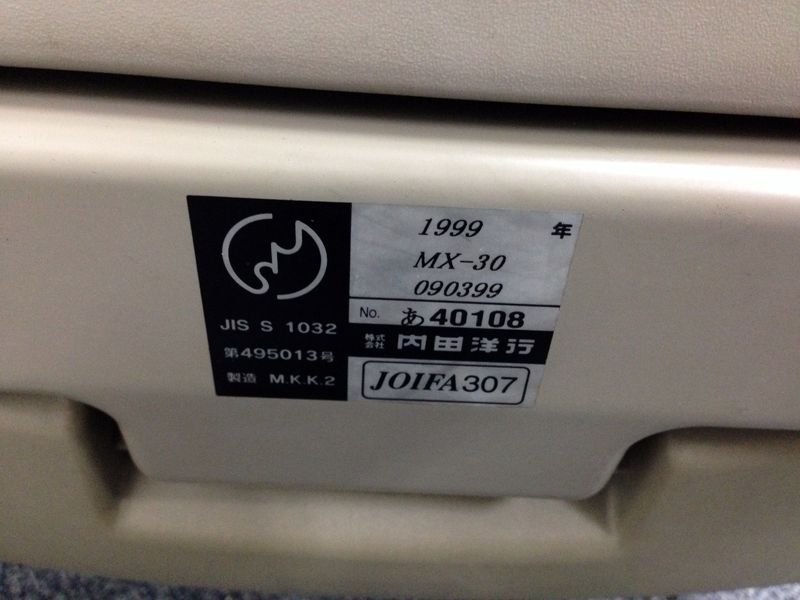 JIS S 1032
第495013号
製造 M.K.K.2
1999 年
MX-30
090399
No. あ40108
株式会社 内田洋行
JOIFA307